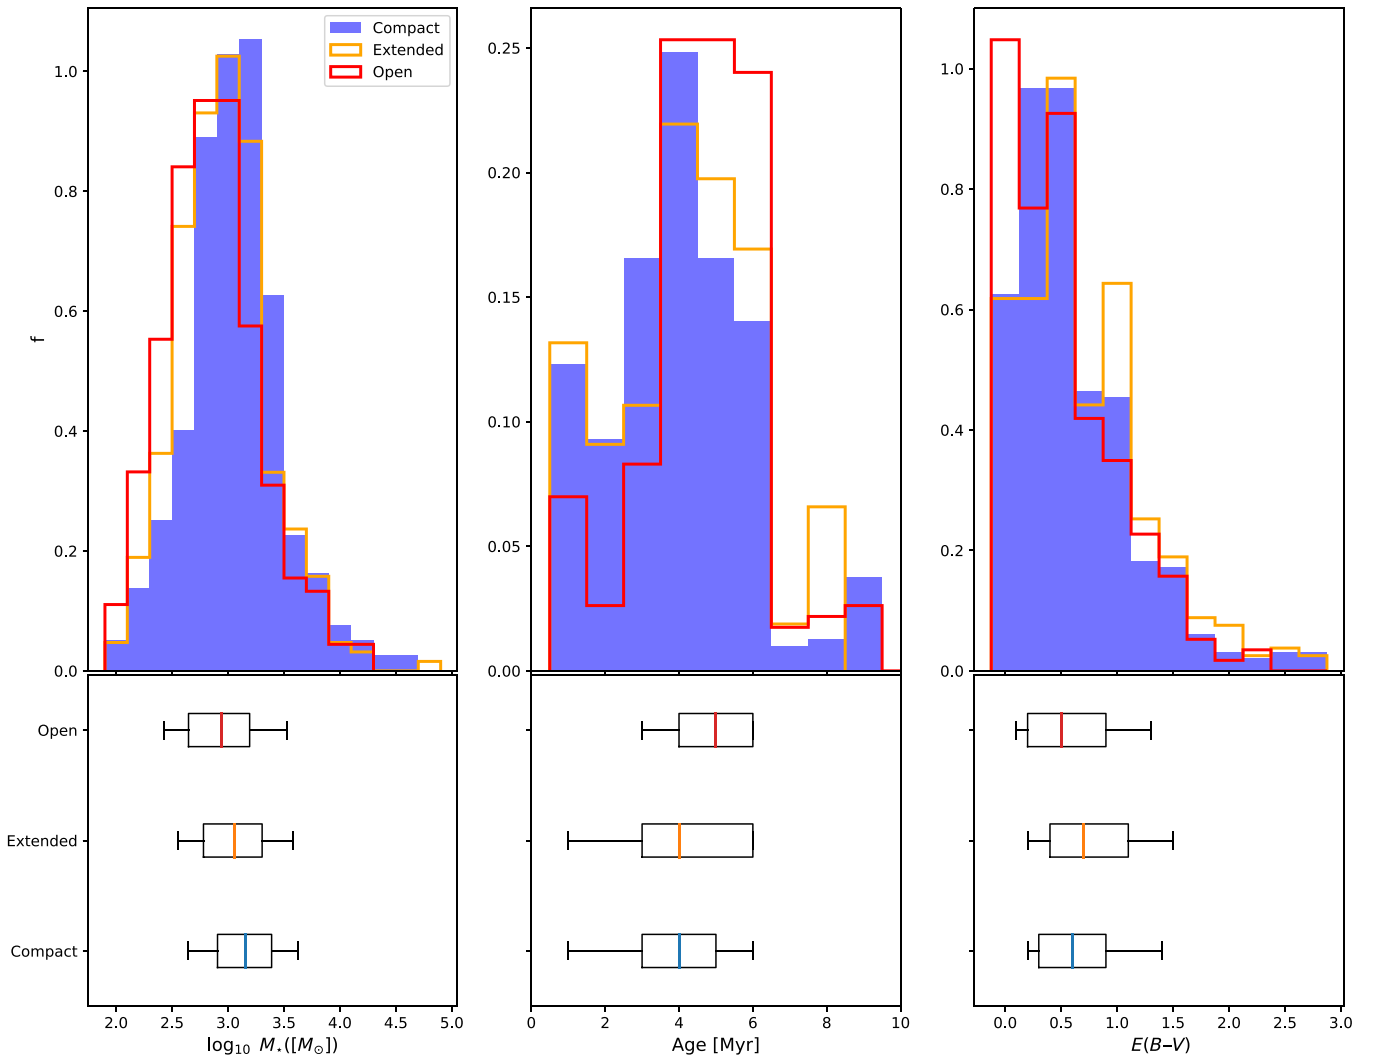 Compact
Extended
Open
f
1.0
0.8
0.6
0.4
0.2
0.0
0.25
0.20
0.15
0.10
0.05
0.00
1.0
0.8
0.6
0.4
0.2
0.0
Open
Extended
Compact
2.0 2.5 3.0 3.5 4.0 4.5 5.0
log₁₀ M⋆([M⊙])
0 2 4 6 8 10
Age [Myr]
0.0 0.5 1.0 1.5 2.0 2.5 3.0
E(B–V)